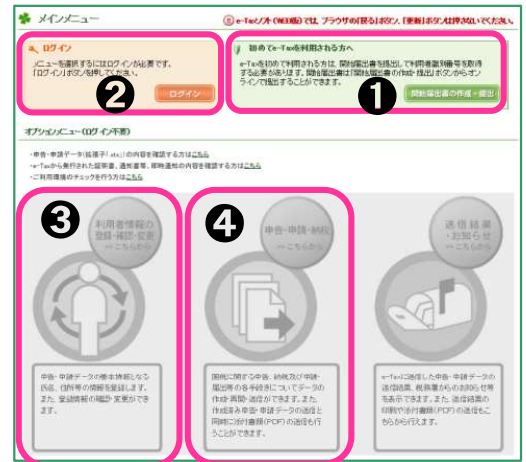 メインメニュー
e-Taxソフト(WEB版)では、ブラウザの「戻る」ボタン、「更新」ボタンは押さないでください。
ログイン
メニューを選択するにはログインが必要です。
「ログイン」ボタンを押してください。
ログイン
2
初めてe-Taxを利用される方へ
e-Taxを初めて利用される方は、開始届出書を提出して利用者識別番号を取得
する必要があります。開始届出書は「開始届出書の作成・提出」ボタンからオン
ラインで提出することができます。
開始届出書の作成・提出
1
オプションメニュー(ログイン不要)
・申告・申請データ(拡張子「.xtx」)の内容を確認する方はこちら
・e-Taxから発行された証明書、通知書等、即時通知の内容を確認する方はこちら
・ご利用環境のチェックを行う方はこちら
3
利用者情報の
登録・確認・変更
>>こちらから
申告・申請データの基本情報となる
氏名、住所等の情報を登録します。
また、登録情報の確認・変更ができ
ます。
4
申告・申請・納税
>>こちらから
国税に関する申告、納税及び申請・
届出等の各手続きについてデータの
作成・再開・送信ができます。また、
作成済み申告・申請データの送信と
同時に添付書類(PDF)の送信も行
うことができます。
送信結果
・お知らせ
>>こちらから
e-Taxに送信した申告・申請データの
送信結果、税務署からのお知らせ等
を表示できます。また、送信結果の
印刷や添付書類(PDF)の送信もこ
ちらから行えます。